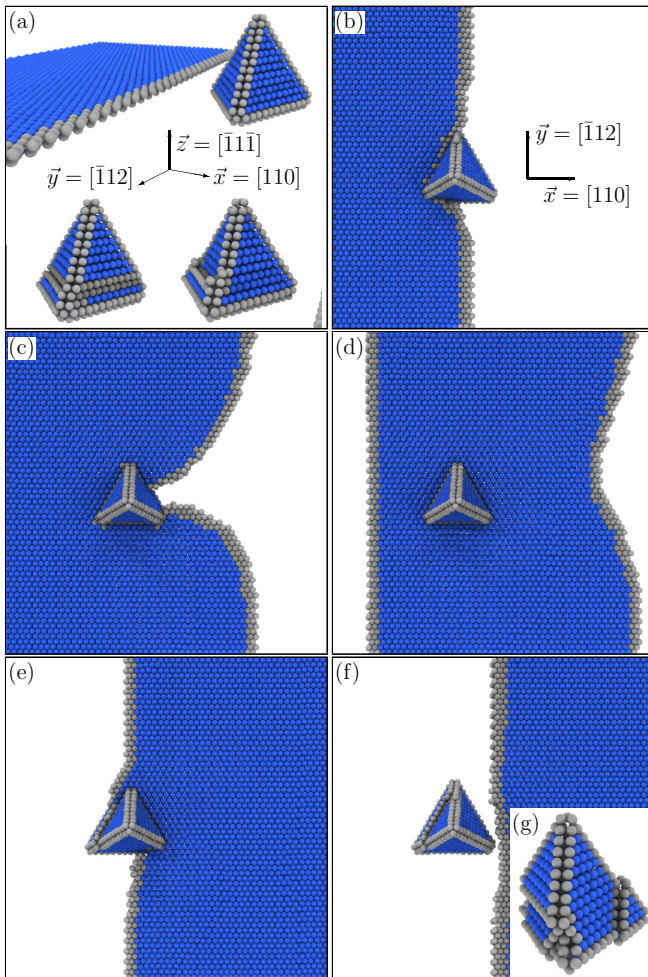 (a)
z⃗ = [1̄11̄]
y⃗ = [1̄12]
x⃗ = [110]
(b)
y⃗ = [1̄12]
x⃗ = [110]
(c)
(d)
(e)
(f)
(g)